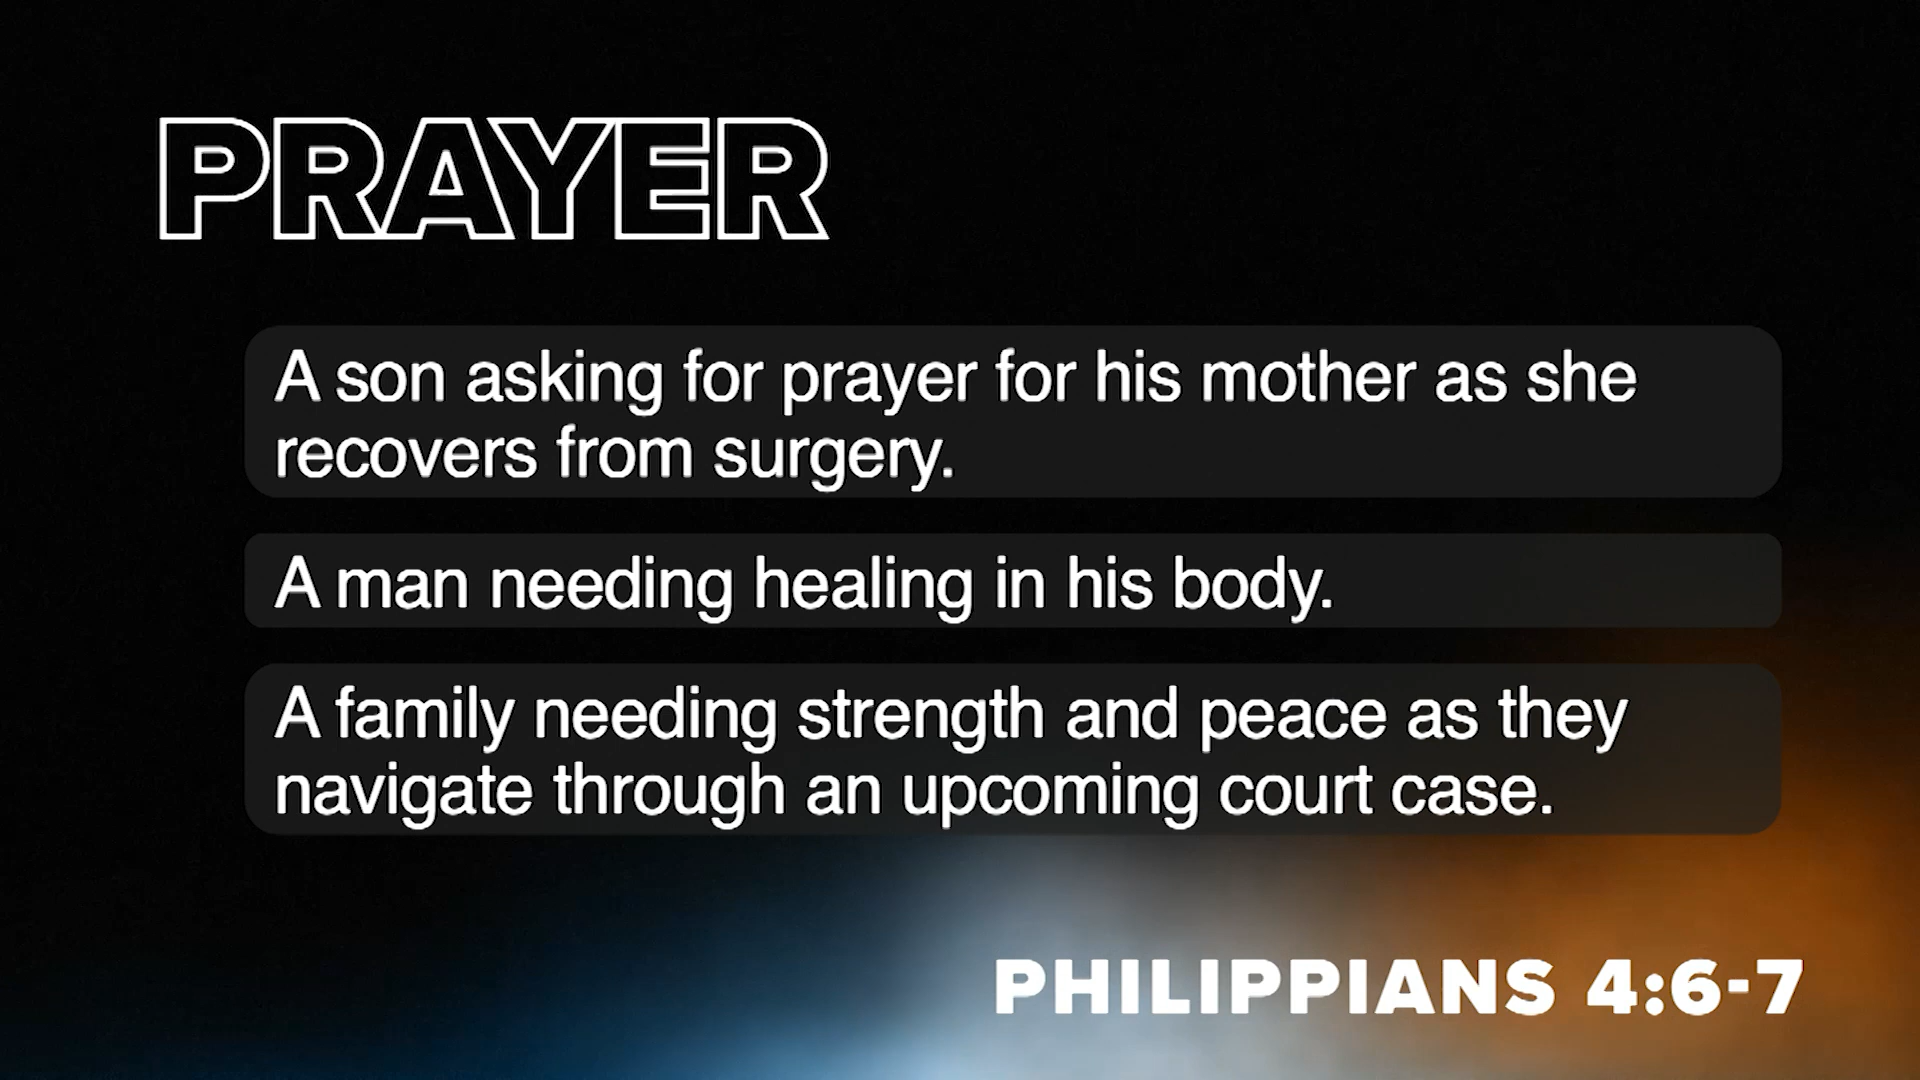 PRAYER
A son asking for prayer for his mother as she
recovers from surgery.
A man needing healing in his body.
A family needing strength and peace as they
navigate through an upcoming court case.
PHILIPPIANS 4:6-7